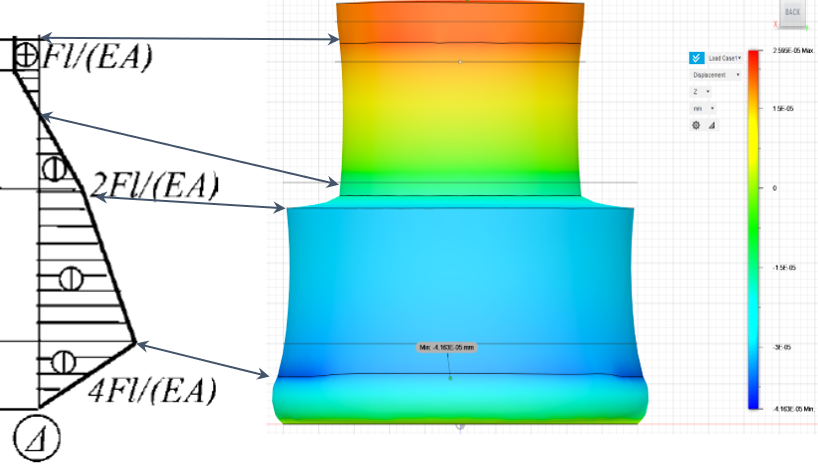 Fl/(EA)
2Fl/(EA)
4Fl/(EA)
Δ
Min: -4.163E-05 mm
BACK
X
Load Case1
Displacement
Z
mm
2.565E-05 Max.
1.5E-05
0
-1.5E-05
-3E-05
-4.163E-05 Min.